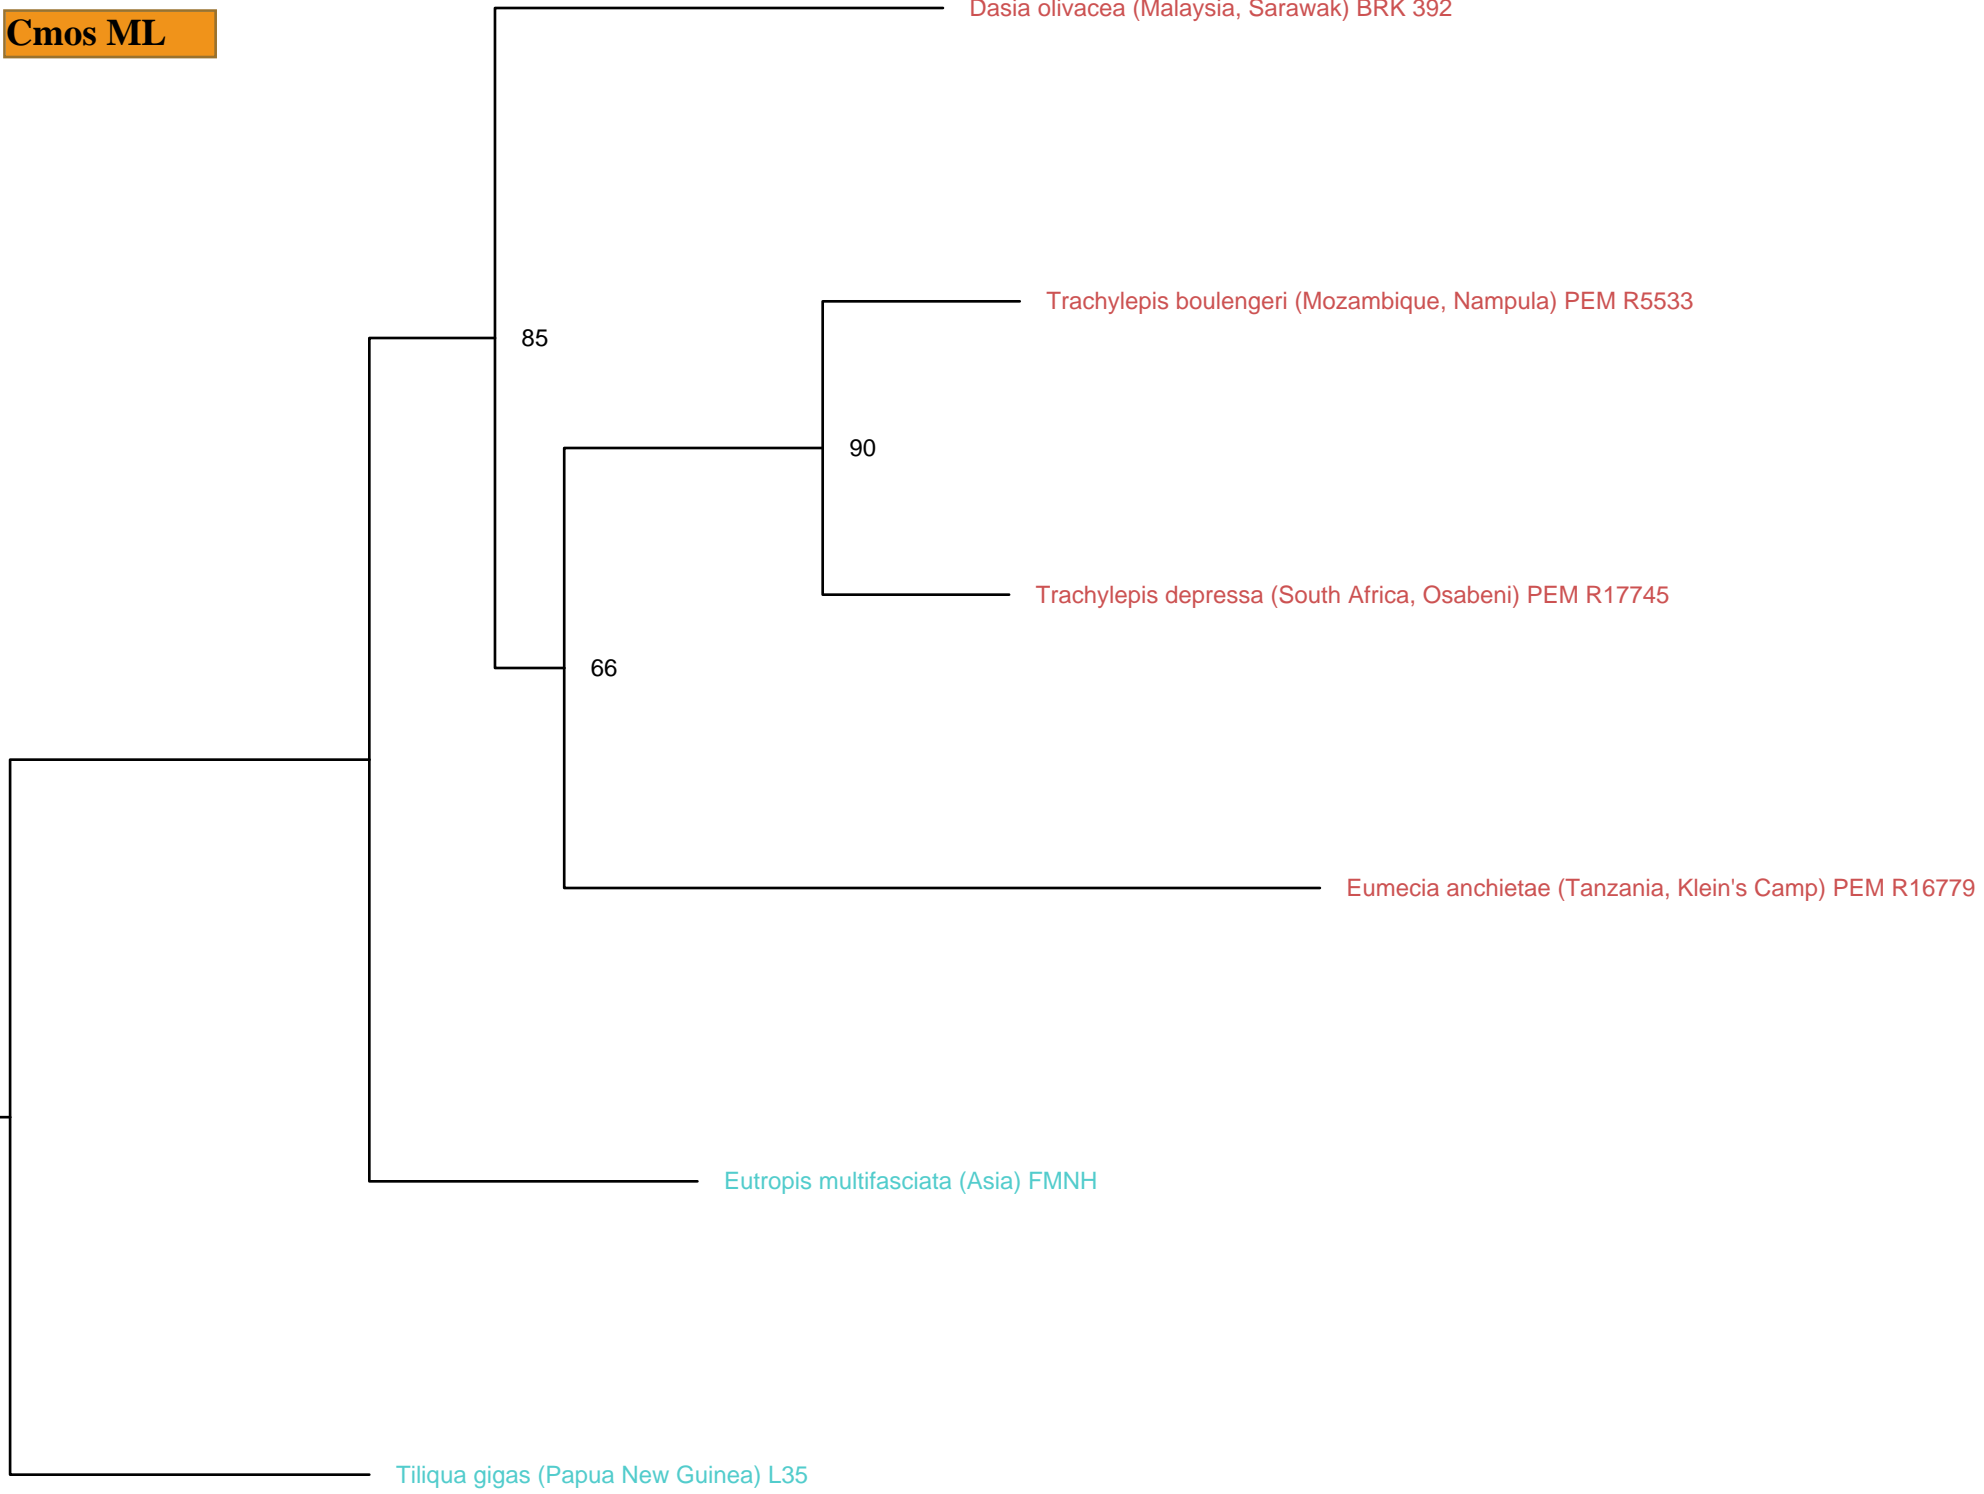 Dasia olivacea (Malaysia, Sarawak) BRK 392
Cmos ML
Trachylepis boulengeri (Mozambique, Nampula) PEM R5533
85
90
Trachylepis depressa (South Africa, Osabeni) PEM R17745
66
Eumecia anchietae (Tanzania, Klein's Camp) PEM R16779
Eutropis multifasciata (Asia) FMNH
Tiliqua gigas (Papua New Guinea) L35